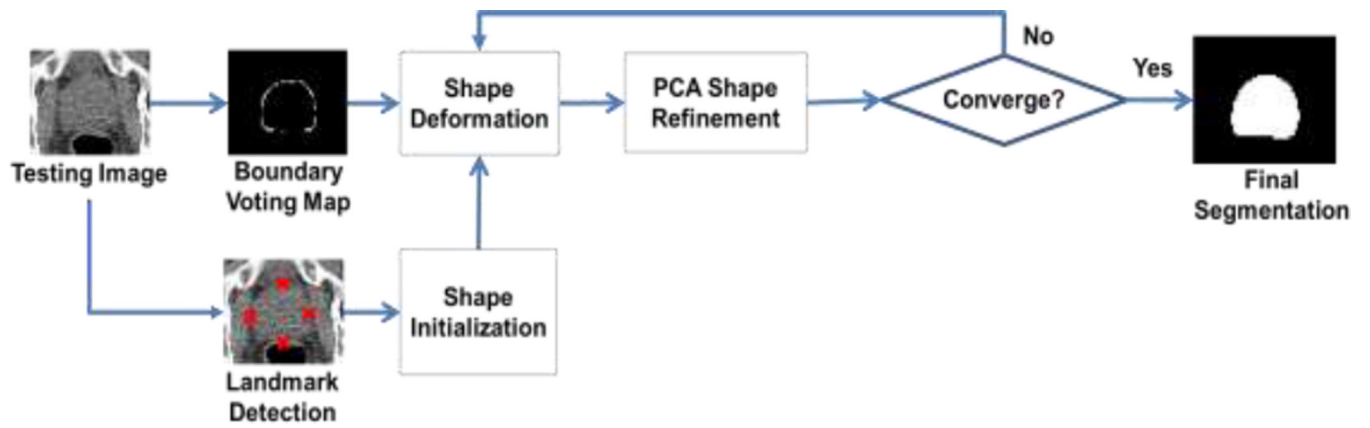 Testing Image
Boundary
Voting Map
Shape
Deformation
PCA Shape
Refinement
Converge?
No
Yes
Final
Segmentation
Landmark
Detection
Shape
Initialization